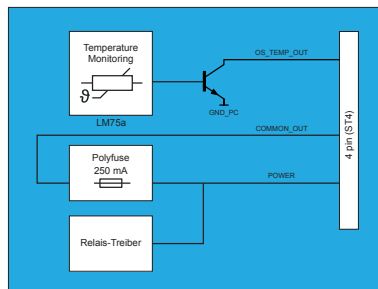 Temperature
Monitoring
ϑ
LM75a
OS_TEMP_OUT
GND_PC
COMMON_OUT
4 pin (ST4)
Polyfuse
250 mA
POWER
Relais-Treiber